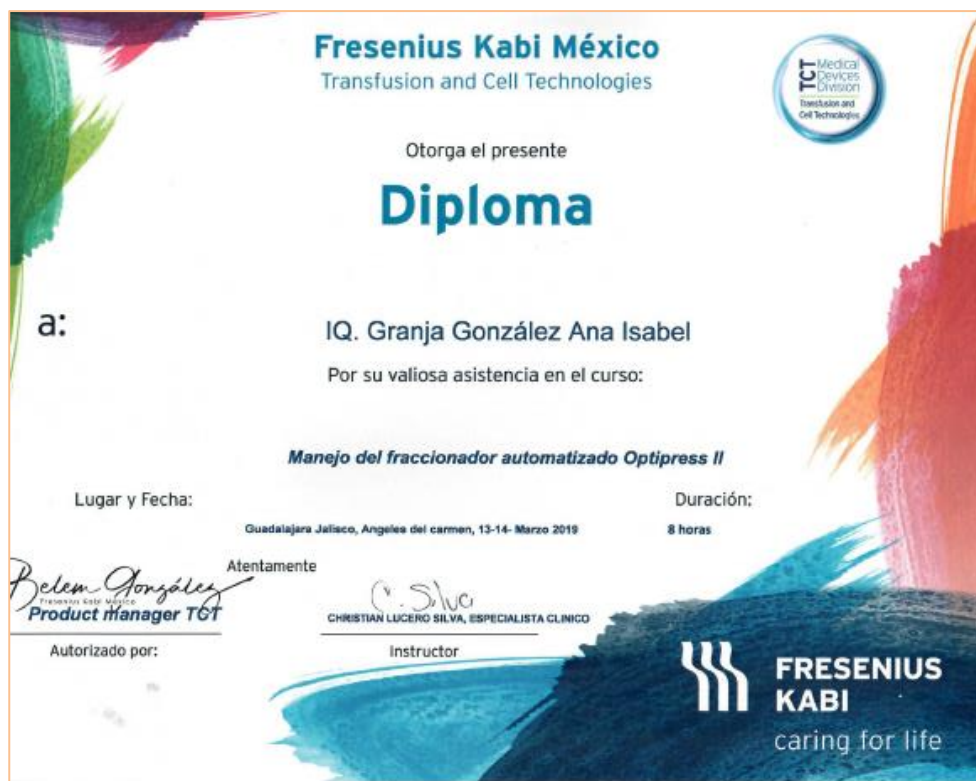 Fresenius Kabi México
Transfusion and Cell Technologies
TCT Medical
Devices
Division
Transfusion and
Cell Technologies
Otorga el presente
Diploma
a:
IQ. Granja González Ana Isabel
Por su valiosa asistencia en el curso:
Manejo del fraccionador automatizado Optipress II
Lugar y Fecha:
Duración:
Guadalajara Jalisco, Angeles del carmen, 13-14- Marzo 2019
8 horas
Atentamente
Belem González
Fresenius Kabi México
Product manager TCT
C. Silva
CHRISTIAN LUCERO SILVA, ESPECIALISTA CLINICO
Autorizado por:
Instructor
FRESENIUS
KABI
caring for life